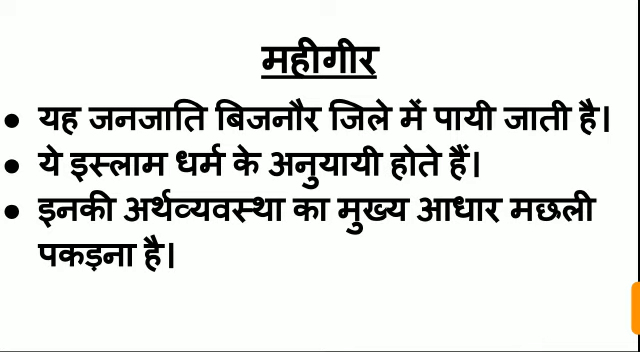 महीगीर
● यह जनजाति बिजनौर जिले में पायी जाती है।
● ये इस्लाम धर्म के अनुयायी होते हैं।
● इनकी अर्थव्यवस्था का मुख्य आधार मछली
पकड़ना है।